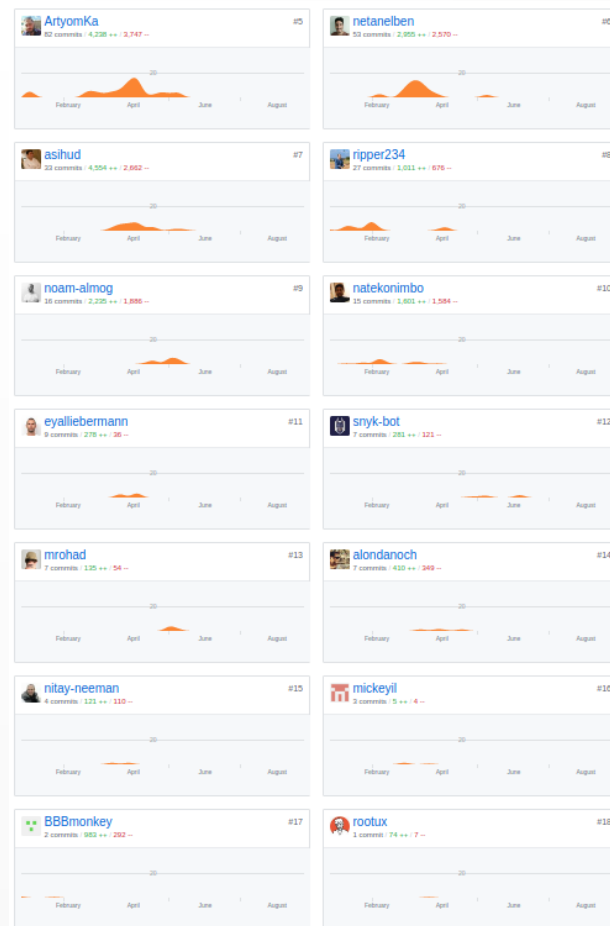 ArtyomKa #5
82 commits / 4,238 ++ / 3,747 --
20
February April June August
netanelben #6
53 commits / 2,955 ++ / 2,570 --
20
February April June August
asihud #7
33 commits / 4,554 ++ / 2,662 --
20
February April June August
ripper234 #8
27 commits / 1,011 ++ / 676 --
20
February April June August
noam-almog #9
16 commits / 2,235 ++ / 1,886 --
20
February April June August
natekonimbo #10
15 commits / 1,601 ++ / 1,584 --
20
February April June August
eyalliebermann #11
9 commits / 278 ++ / 36 --
20
February April June August
snyk-bot #12
7 commits / 281 ++ / 121 --
20
February April June August
mrohad #13
7 commits / 135 ++ / 54 --
20
February April June August
alondanoch #14
7 commits / 410 ++ / 349 --
20
February April June August
nitay-neeman #15
4 commits / 121 ++ / 110 --
20
February April June August
mickeyil #16
3 commits / 5 ++ / 4 --
20
February April June August
BBBmonkey #17
2 commits / 983 ++ / 292 --
20
February April June August
rootux #18
1 commit / 74 ++ / 7 --
20
February April June August